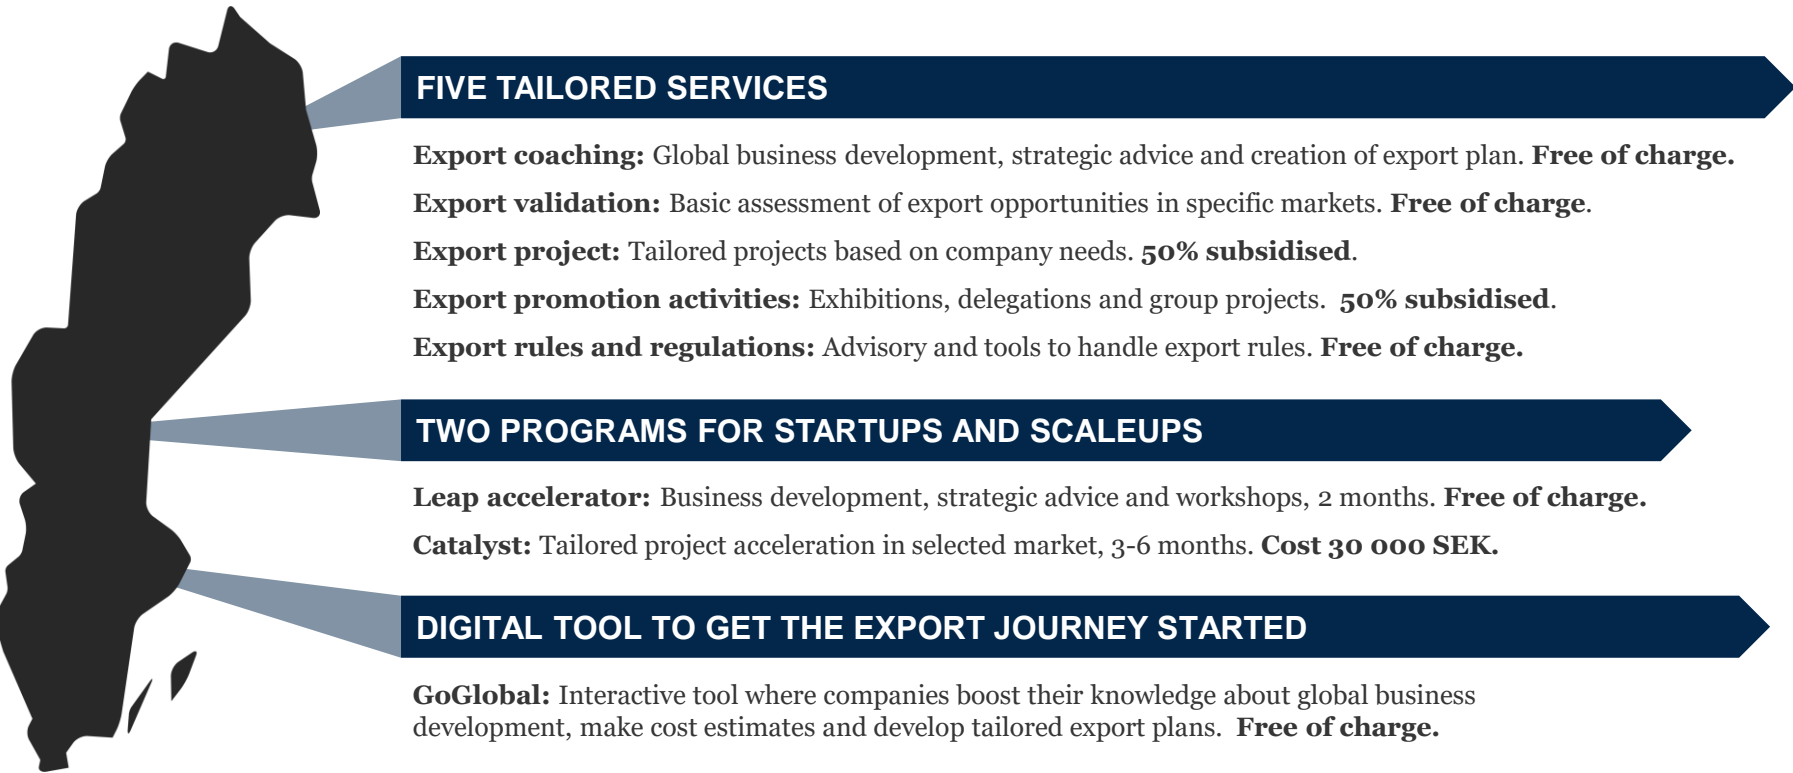 FIVE TAILORED SERVICES
Export coaching: Global business development, strategic advice and creation of export plan. Free of charge.
Export validation: Basic assessment of export opportunities in specific markets. Free of charge.
Export project: Tailored projects based on company needs. 50% subsidised.
Export promotion activities: Exhibitions, delegations and group projects. 50% subsidised.
Export rules and regulations: Advisory and tools to handle export rules. Free of charge.
TWO PROGRAMS FOR STARTUPS AND SCALEUPS
Leap accelerator: Business development, strategic advice and workshops, 2 months. Free of charge.
Catalyst: Tailored project acceleration in selected market, 3-6 months. Cost 30 000 SEK.
DIGITAL TOOL TO GET THE EXPORT JOURNEY STARTED
GoGlobal: Interactive tool where companies boost their knowledge about global business
development, make cost estimates and develop tailored export plans. Free of charge.